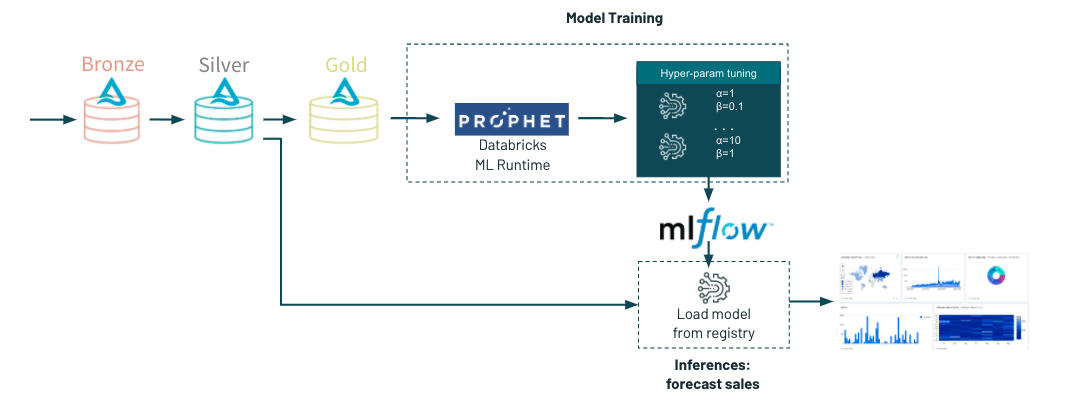 Model Training
Bronze
Silver
Gold
Hyper-param tuning
α=1
β=0.1
. . .
α=10
β=1
PROPHET
Databricks
ML Runtime
mlflow™
Load model
from registry
Inferences:
forecast sales